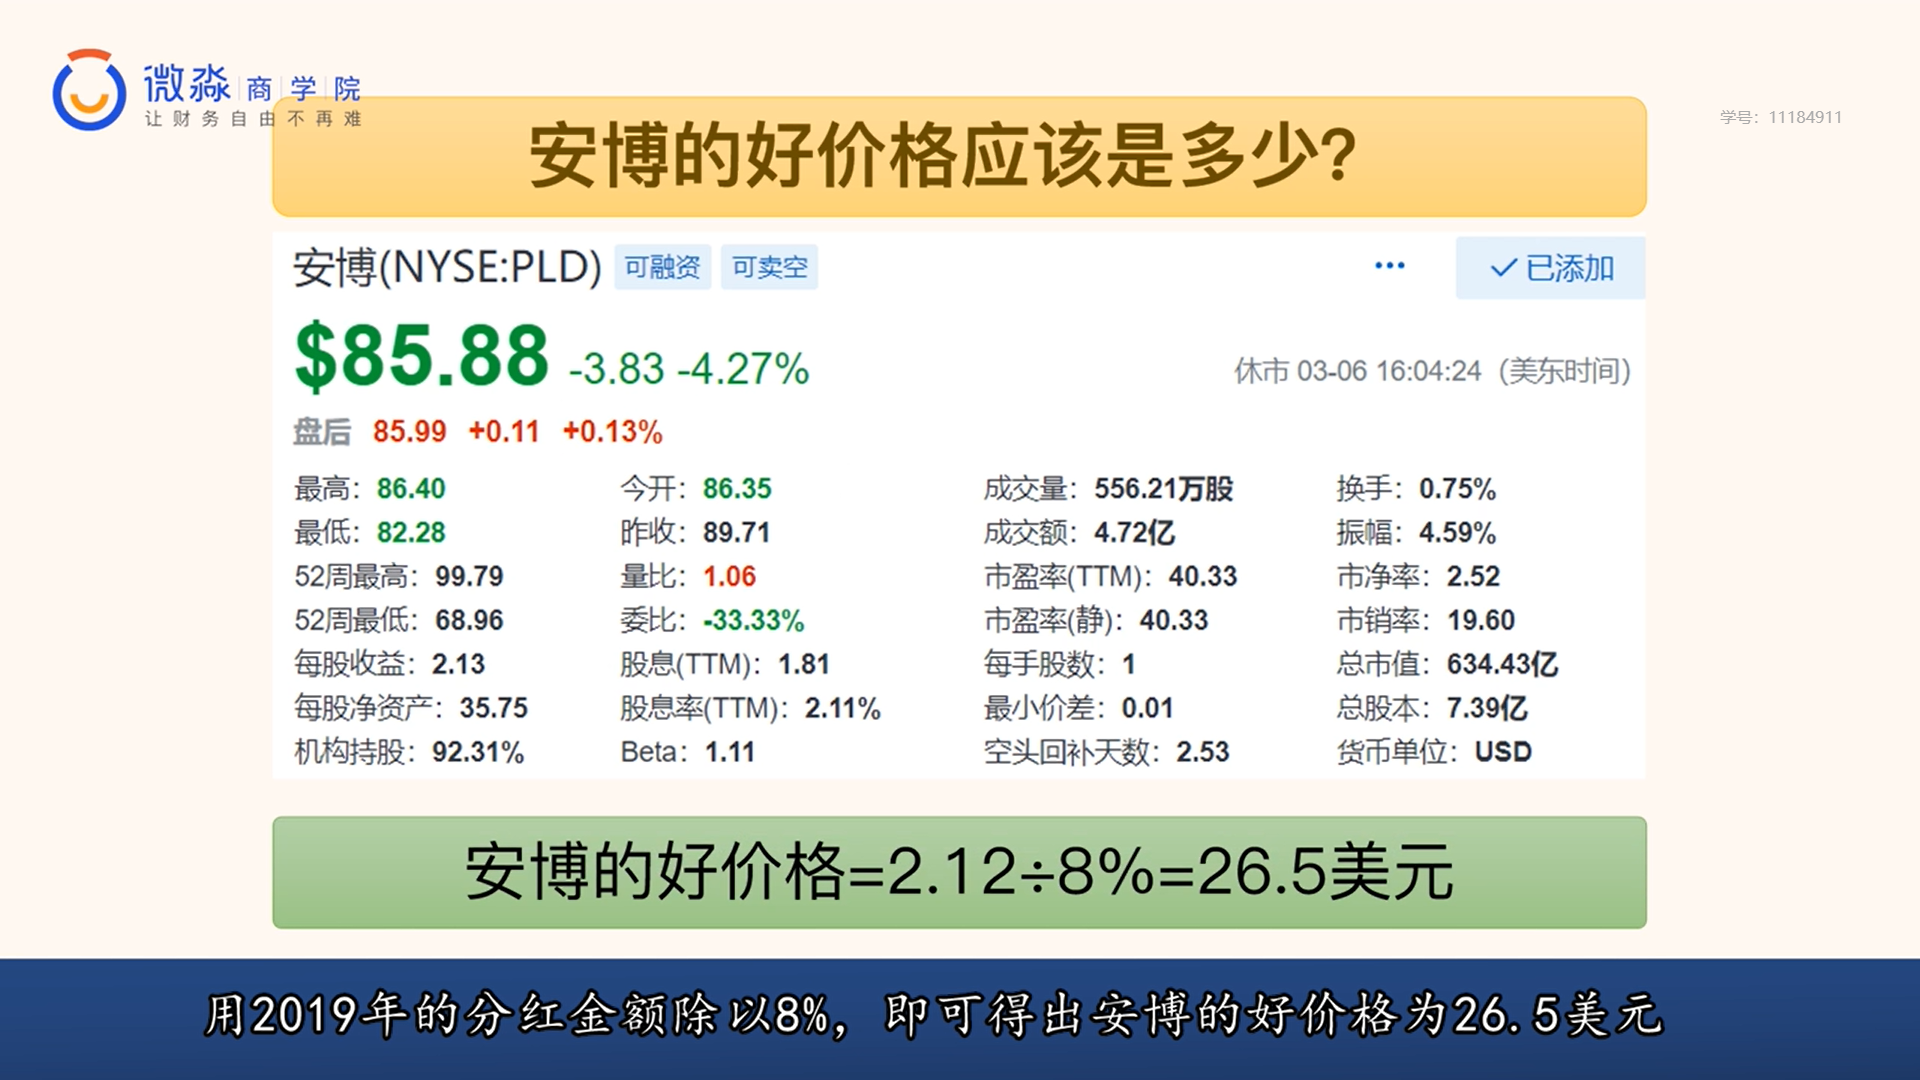 微淼 商学院
让财务自由不再难
学号：11184911
安博的好价格应该是多少？
安博(NYSE:PLD) 可融资 可卖空 ··· ✓已添加
$85.88 -3.83 -4.27% 休市 03-06 16:04:24（美东时间）
盘后 85.99 +0.11 +0.13%
最高：86.40 今开：86.35 成交量：556.21万股 换手：0.75%
最低：82.28 昨收：89.71 成交额：4.72亿 振幅：4.59%
52周最高：99.79 量比：1.06 市盈率(TTM)：40.33 市净率：2.52
52周最低：68.96 委比：-33.33% 市盈率(静)：40.33 市销率：19.60
每股收益：2.13 股息(TTM)：1.81 每手股数：1 总市值：634.43亿
每股净资产：35.75 股息率(TTM)：2.11% 最小价差：0.01 总股本：7.39亿
机构持股：92.31% Beta：1.11 空头回补天数：2.53 货币单位：USD
安博的好价格=2.12÷8%=26.5美元
用2019年的分红金额除以8%，即可得出安博的好价格为26.5美元